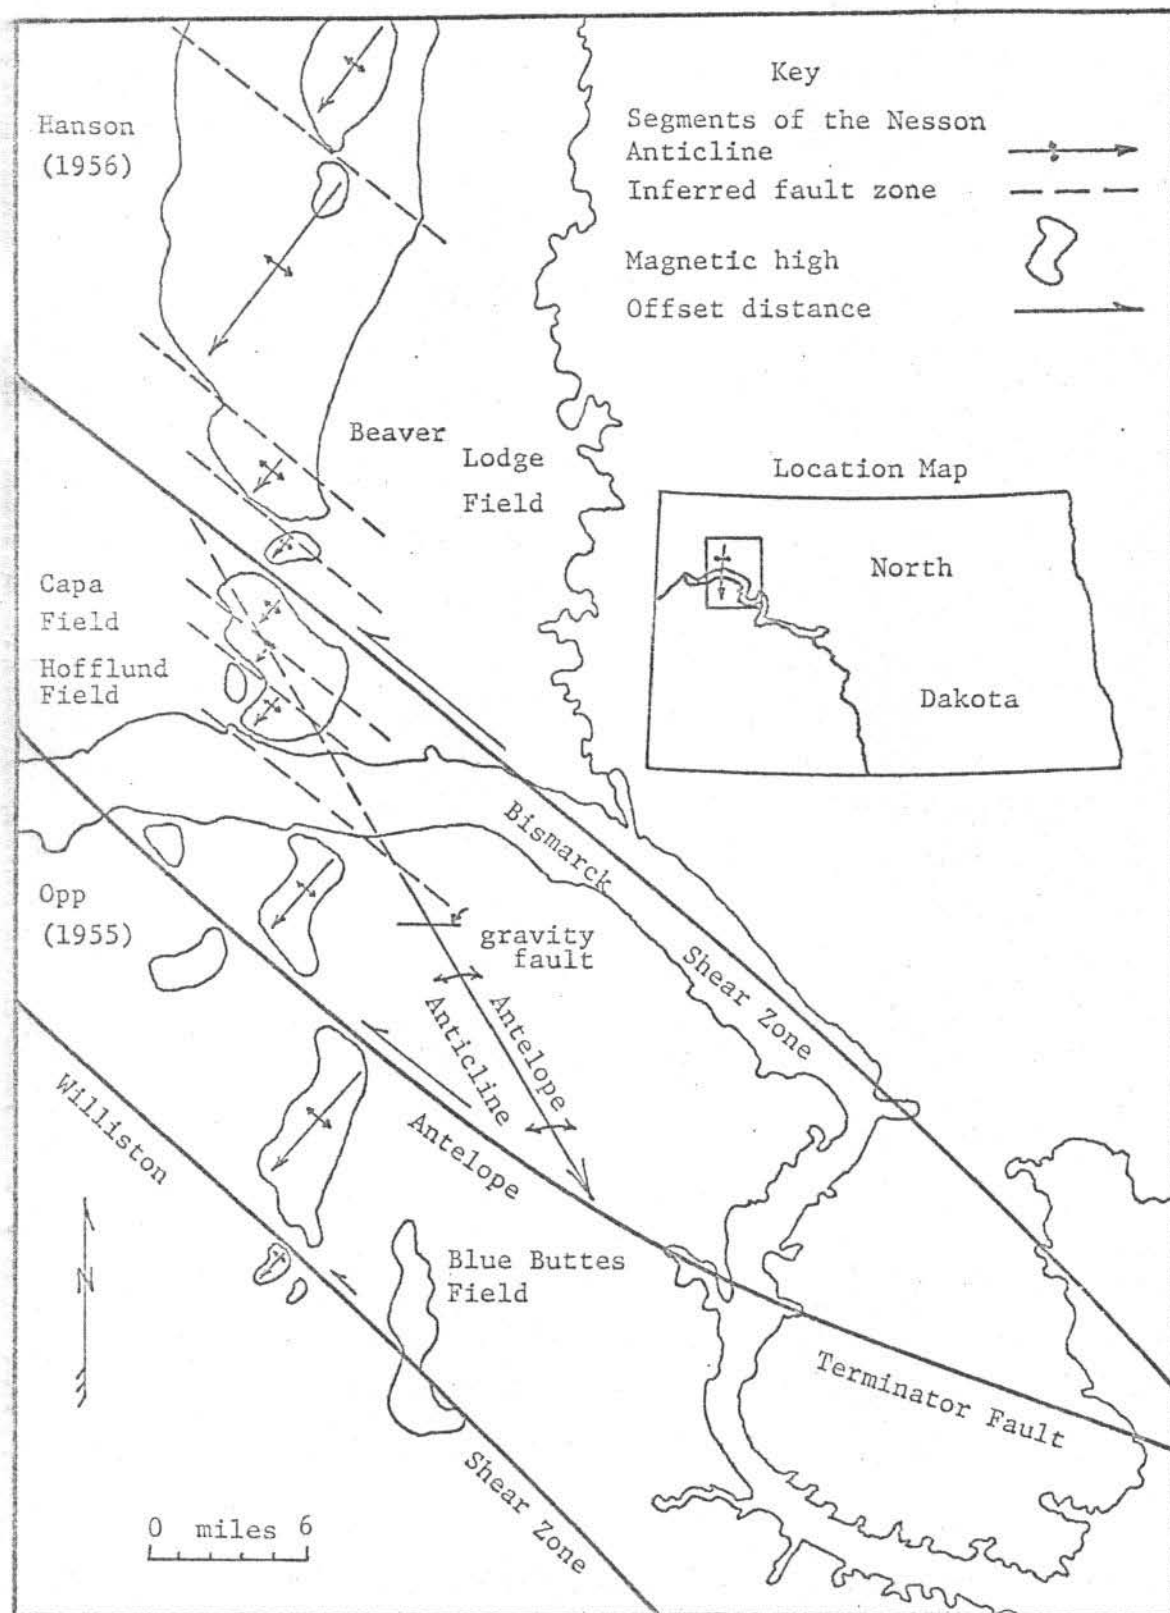 Key
Segments of the Nesson
Anticline
Inferred fault zone
Magnetic high
Offset distance
Hanson
(1956)
Beaver
Lodge
Field
Location Map
North
Dakota
Capa
Field
Hofflund
Field
Bismarck
Shear Zone
Opp
(1955)
gravity
fault
Antelope
Anticline
Williston
Shear Zone
Antelope
Terminator Fault
Blue Buttes
Field
N
0 miles 6